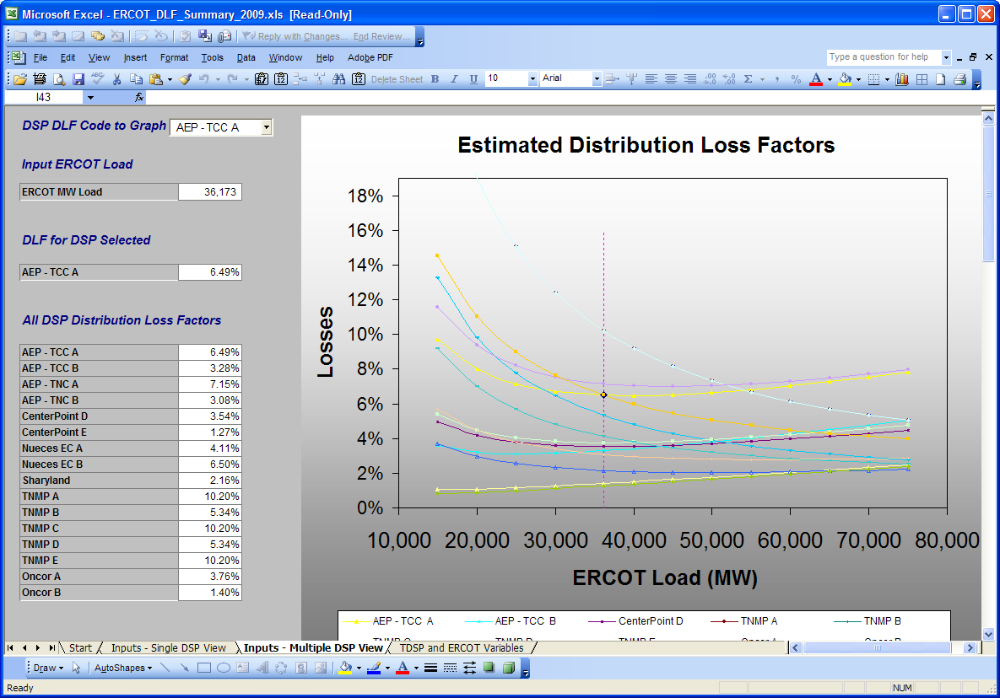 Microsoft Excel - ERCOT_DLF_Summary_2009.xls [Read-Only]
Reply with Changes... End Review...
File Edit View Insert Format Tools Data Window Help Adobe PDF
Type a question for help
Delete Sheet B I U 10 Arial
I43 fx
DSP DLF Code to Graph AEP - TCC A
Input ERCOT Load
ERCOT MW Load 36,173
DLF for DSP Selected
AEP - TCC A 6.49%
All DSP Distribution Loss Factors
AEP - TCC A 6.49%
AEP - TCC B 3.28%
AEP - TNC A 7.15%
AEP - TNC B 3.08%
CenterPoint D 3.54%
CenterPoint E 1.27%
Nueces EC A 4.11%
Nueces EC B 6.50%
Sharyland 2.16%
TNMP A 10.20%
TNMP B 5.34%
TNMP C 10.20%
TNMP D 5.34%
TNMP E 10.20%
Oncor A 3.76%
Oncor B 1.40%
Estimated Distribution Loss Factors
18%
16%
14%
12%
10%
8%
6%
4%
2%
0%
Losses
10,000 20,000 30,000 40,000 50,000 60,000 70,000 80,000
ERCOT Load (MW)
AEP - TCC A AEP - TCC B CenterPoint D TNMP A TNMP B
TNMP C TNMP D TNMP E Oncor A Oncor B
Start Inputs - Single DSP View Inputs - Multiple DSP View TDSP and ERCOT Variables
Draw AutoShapes
Ready NUM